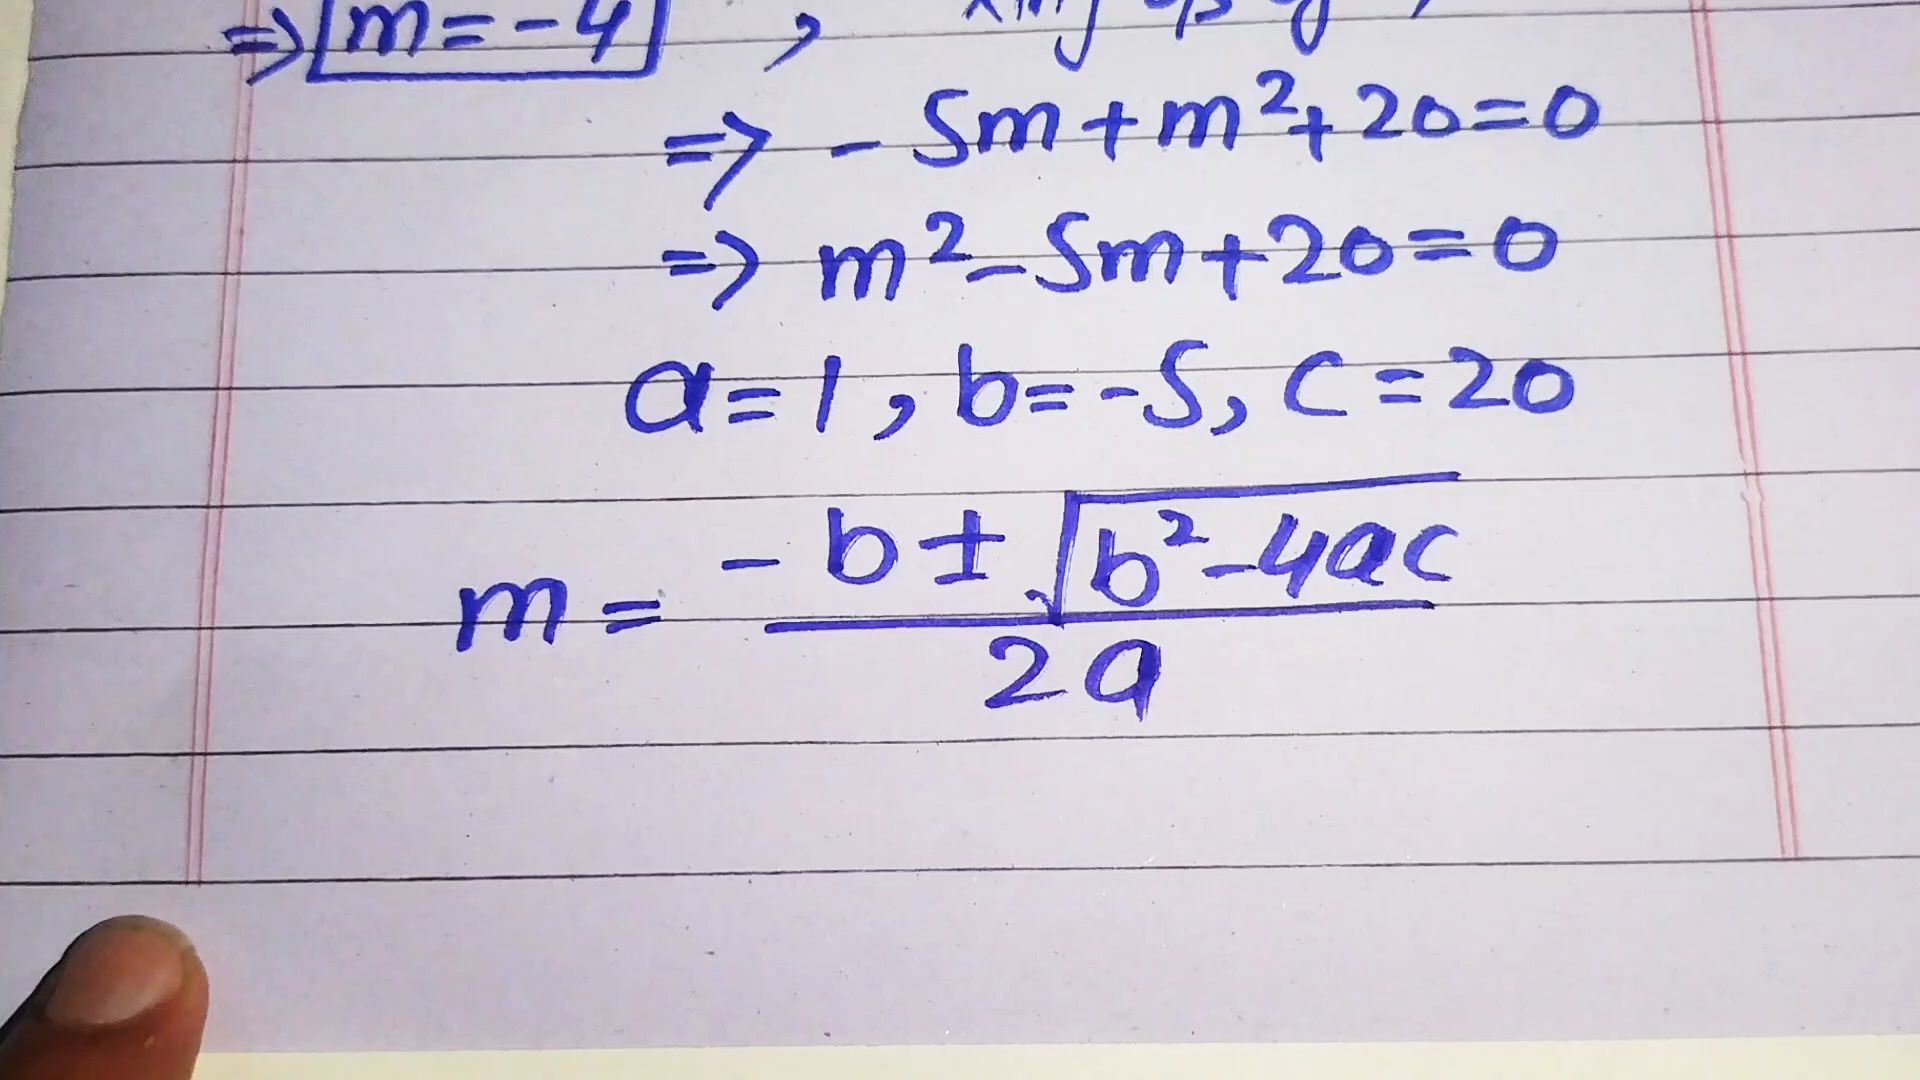 => m = -4 ,
=> - 5m + m² + 20 = 0
=> m² - 5m + 20 = 0
a = 1 , b = -5, c = 20
m = -b ± √(b² - 4ac) / 2a